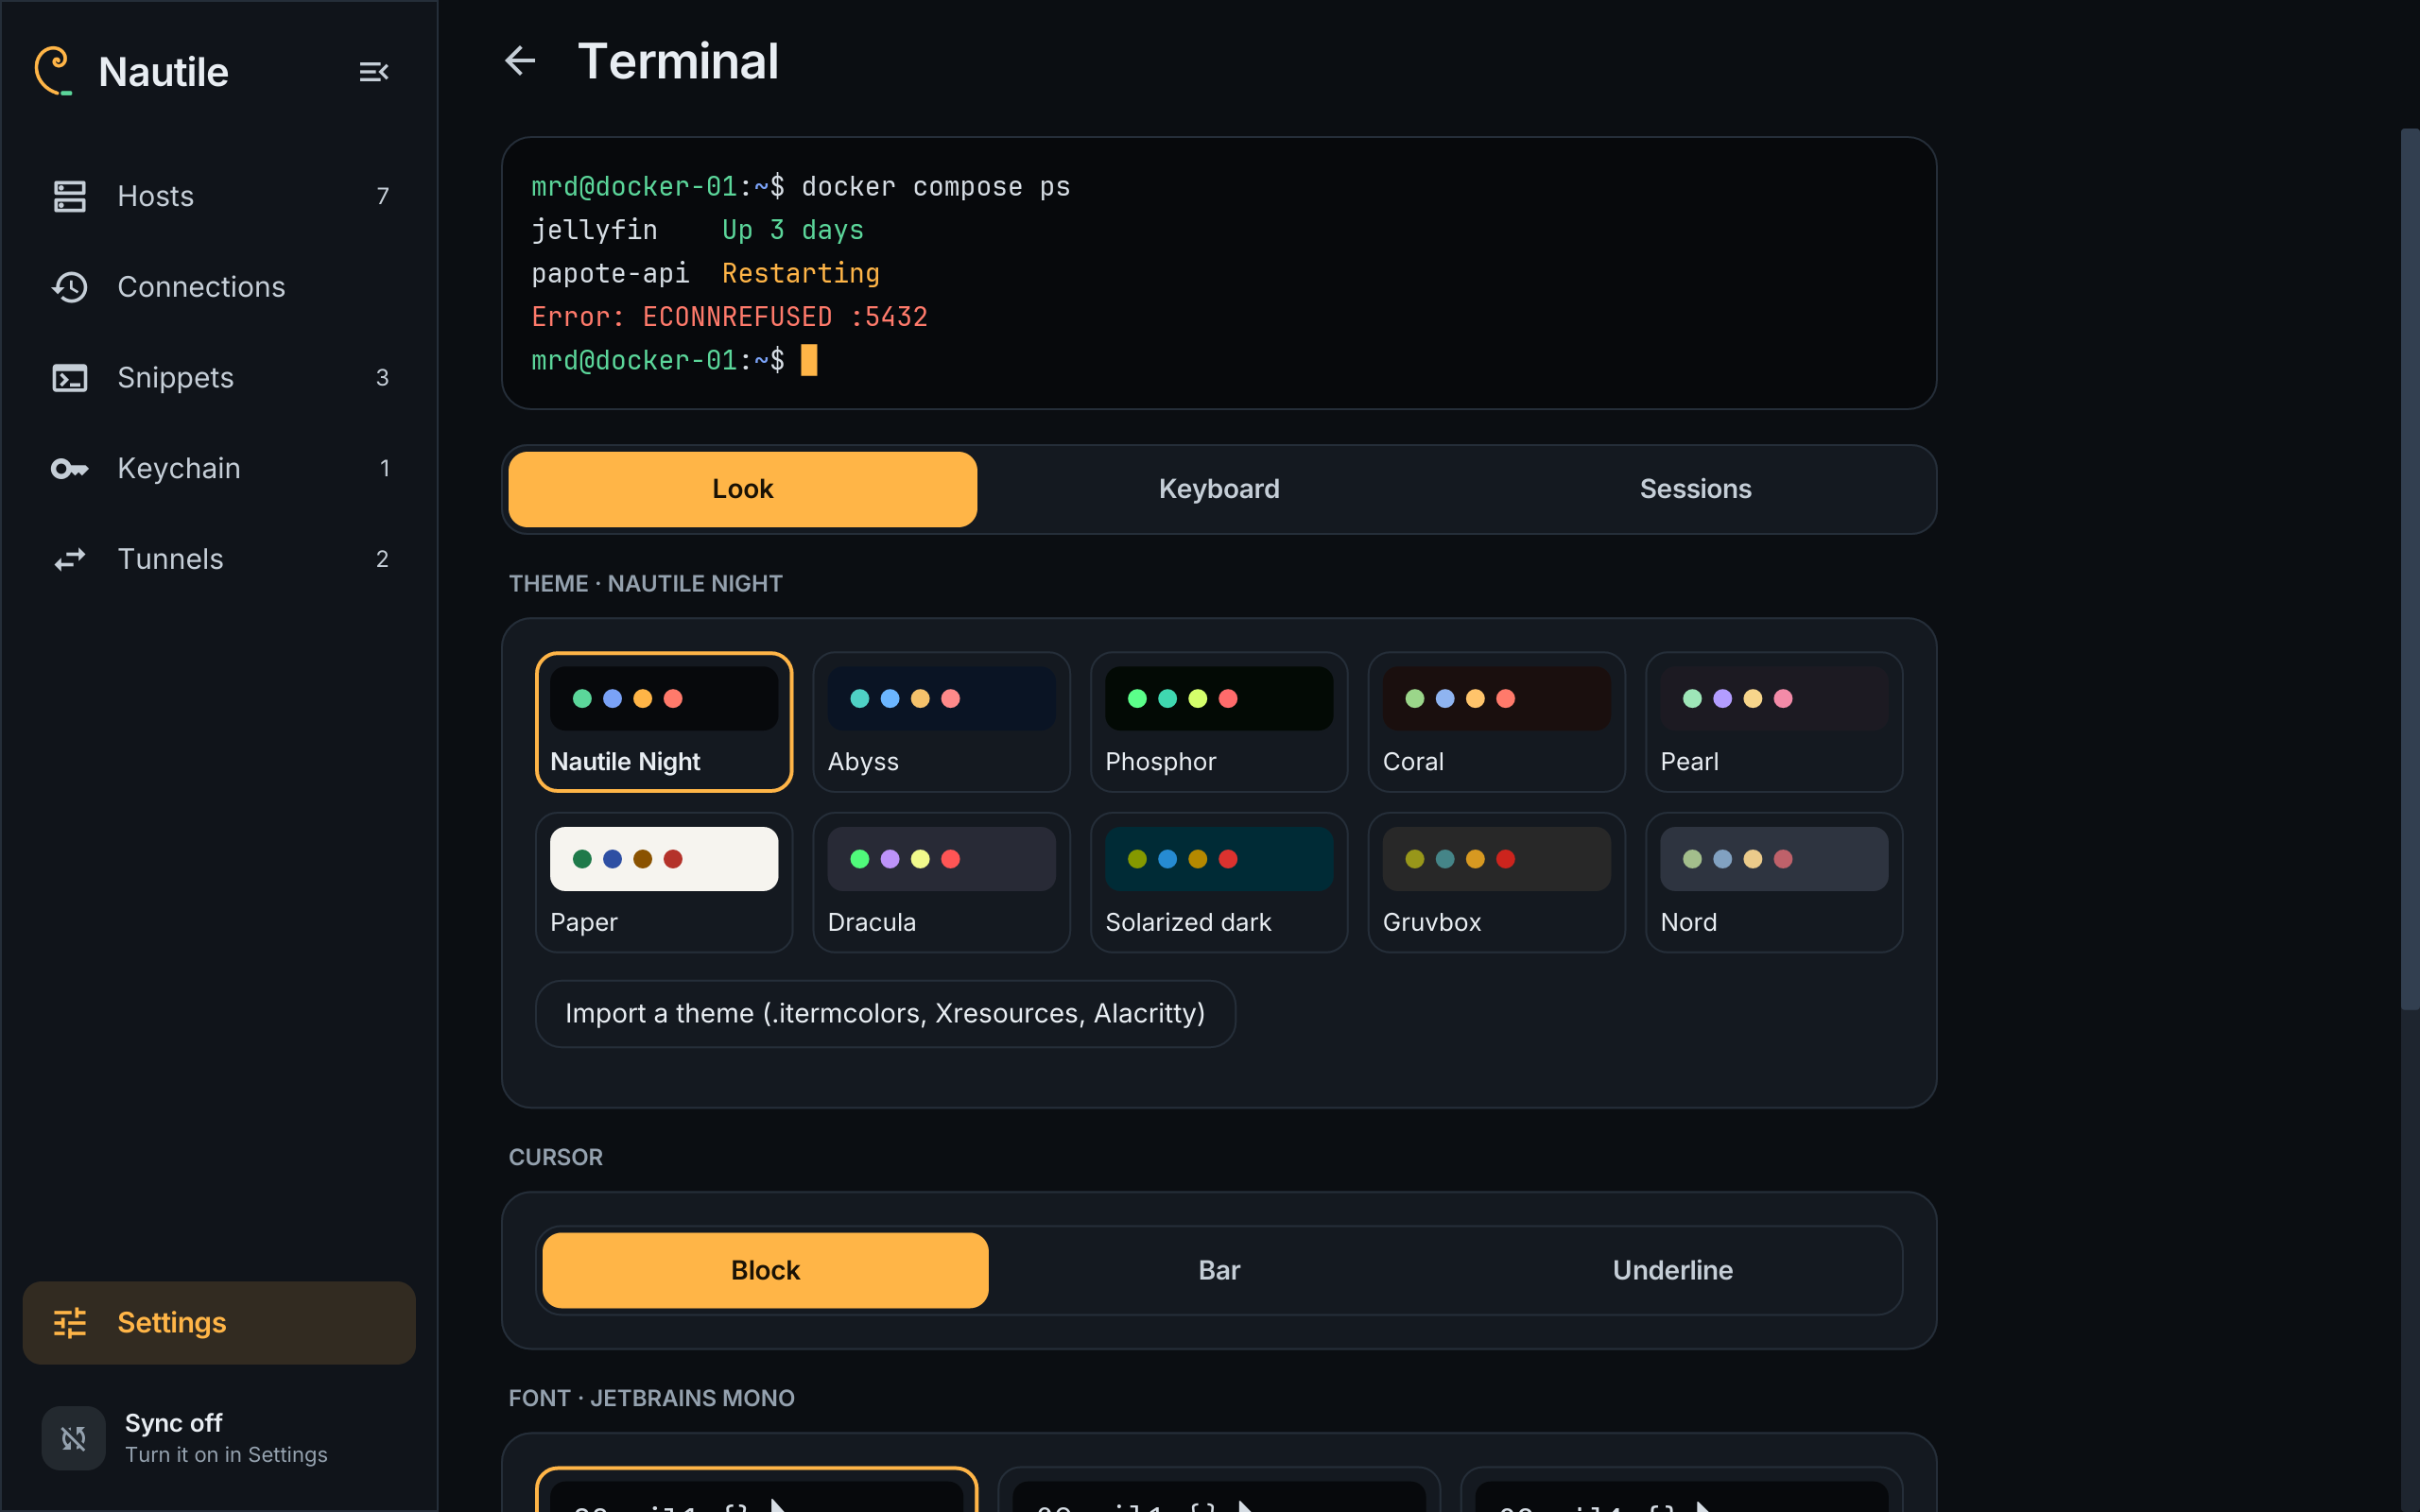 Nautile
Hosts 7
Connections
Snippets 3
Keychain 1
Tunnels 2
Settings
Sync off
Turn it on in Settings
Terminal
mrd@docker-01:~$ docker compose ps
jellyfin    Up 3 days
papote-api  Restarting
Error: ECONNREFUSED :5432
mrd@docker-01:~$
Look Keyboard Sessions
THEME · NAUTILE NIGHT
Nautile Night Abyss Phosphor Coral Pearl
Paper Dracula Solarized dark Gruvbox Nord
Import a theme (.itermcolors, Xresources, Alacritty)
CURSOR
Block Bar Underline
FONT · JETBRAINS MONO